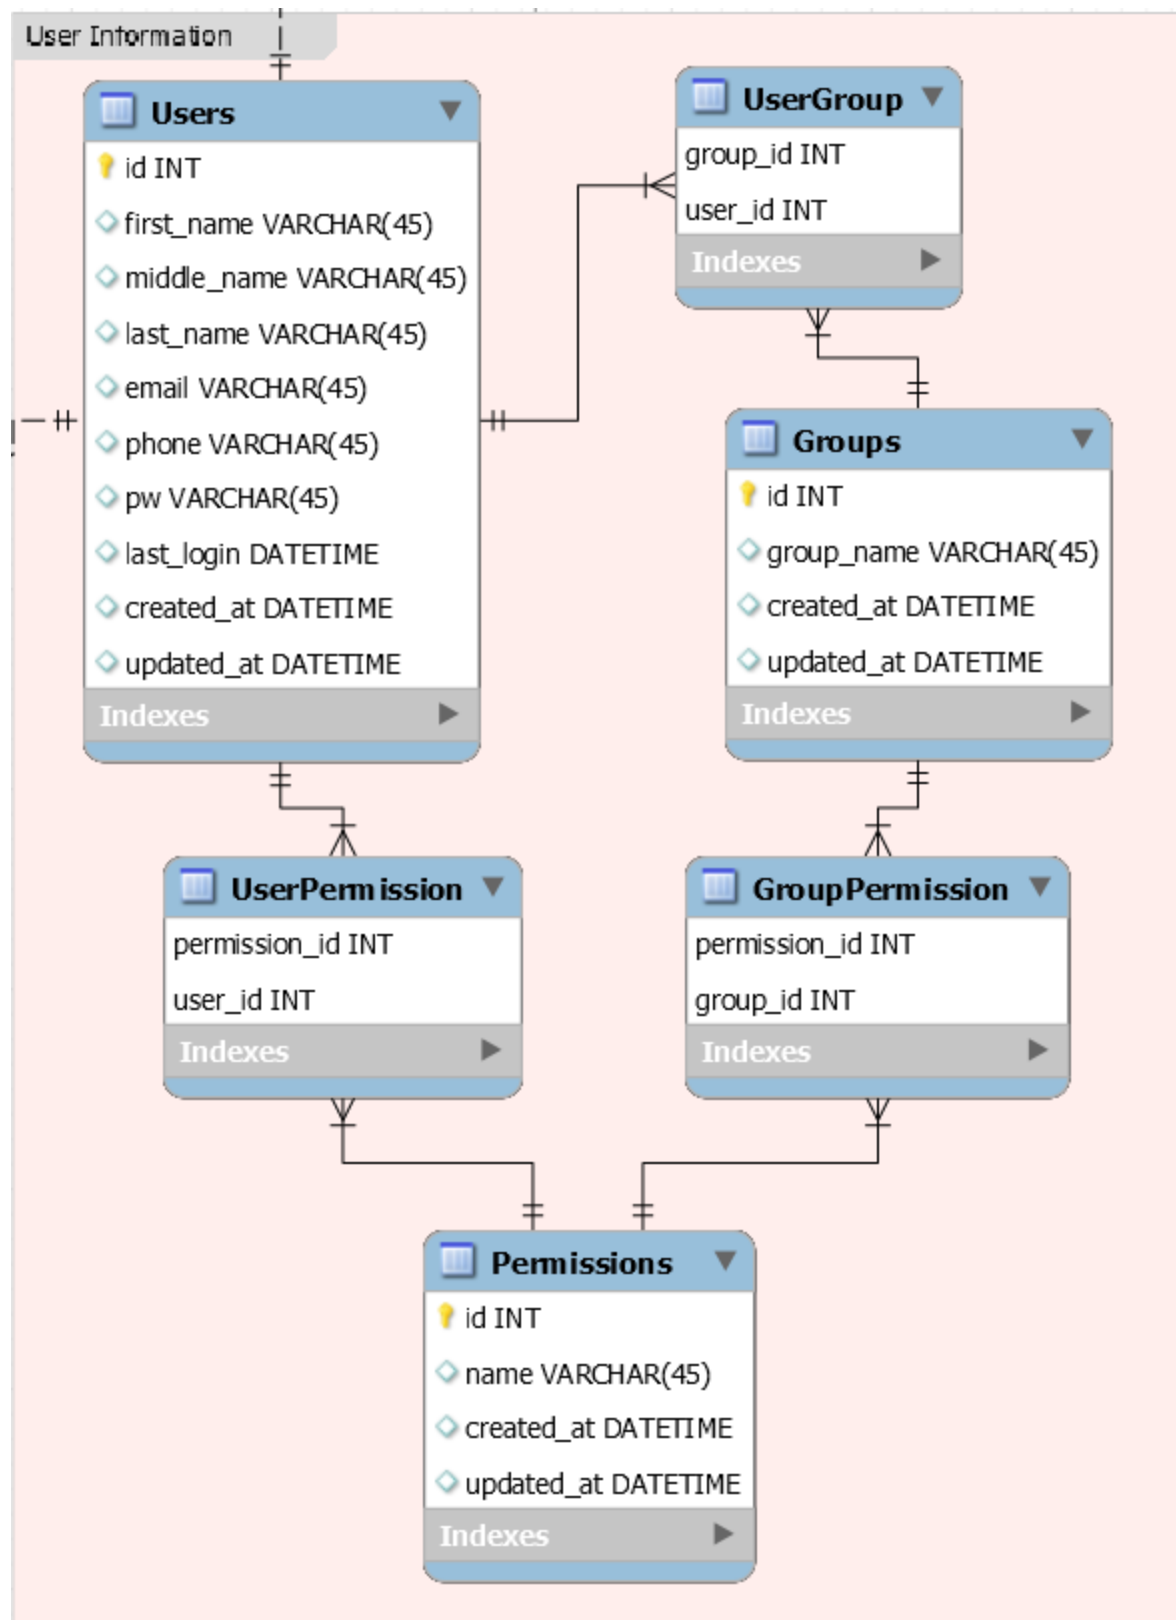 User Information
Users
id INT
first_name VARCHAR(45)
middle_name VARCHAR(45)
last_name VARCHAR(45)
email VARCHAR(45)
phone VARCHAR(45)
pw VARCHAR(45)
last_login DATETIME
created_at DATETIME
updated_at DATETIME
Indexes
UserGroup
group_id INT
user_id INT
Indexes
Groups
id INT
group_name VARCHAR(45)
created_at DATETIME
updated_at DATETIME
Indexes
UserPermission
permission_id INT
user_id INT
Indexes
GroupPermission
permission_id INT
group_id INT
Indexes
Permissions
id INT
name VARCHAR(45)
created_at DATETIME
updated_at DATETIME
Indexes